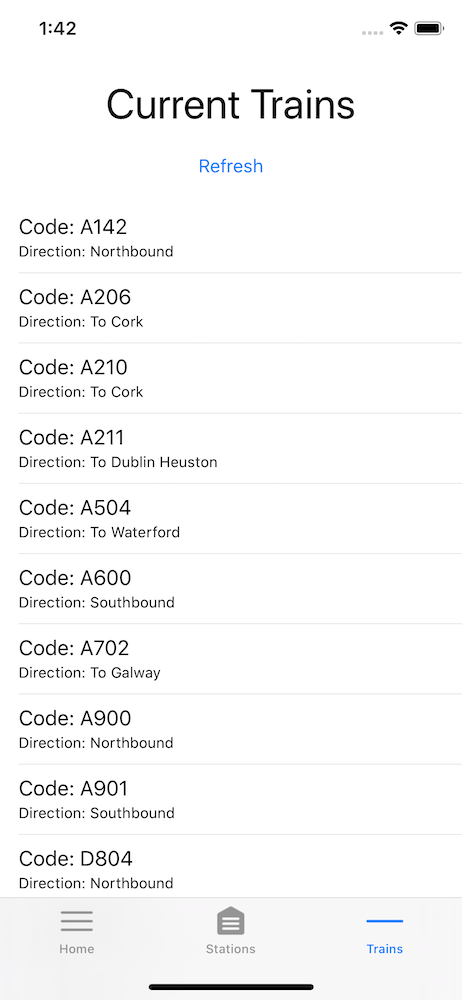 1:42
Current Trains
Refresh
Code: A142
Direction: Northbound
Code: A206
Direction: To Cork
Code: A210
Direction: To Cork
Code: A211
Direction: To Dublin Heuston
Code: A504
Direction: To Waterford
Code: A600
Direction: Southbound
Code: A702
Direction: To Galway
Code: A900
Direction: Northbound
Code: A901
Direction: Southbound
Code: D804
Direction: Northbound
Home
Stations
Trains